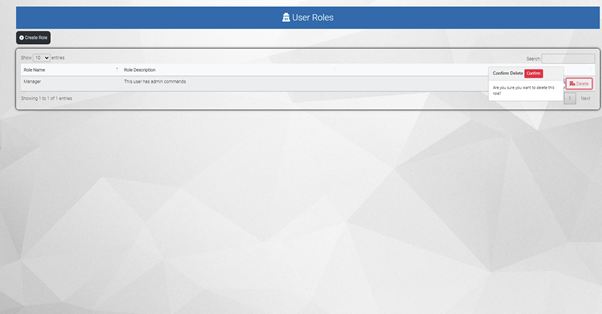 User Roles
Create Role
Show 10 entries
Search:
Role Name Role Description
Manager This user has admin commands
Confirm Delete Confirm
Delete
Are you sure you want to delete this
role?
Showing 1 to 1 of 1 entries
1 Next